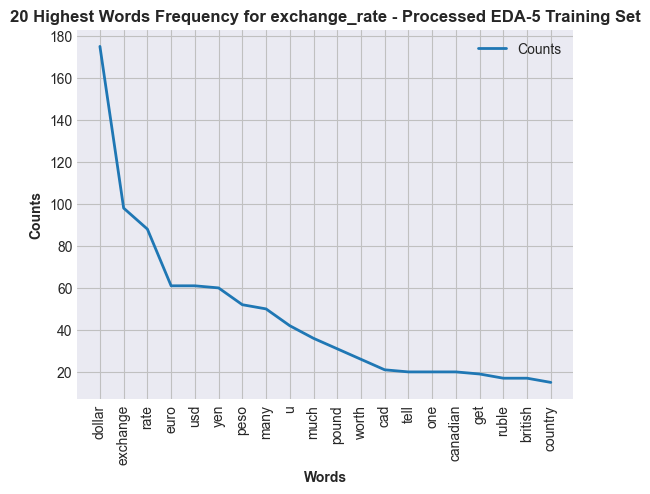 20 Highest Words Frequency for exchange_rate - Processed EDA-5 Training Set
Counts
180
160
140
120
100
80
60
40
20
Counts
dollar
exchange
rate
euro
usd
yen
peso
many
u
much
pound
worth
cad
tell
one
canadian
get
ruble
british
country
Words